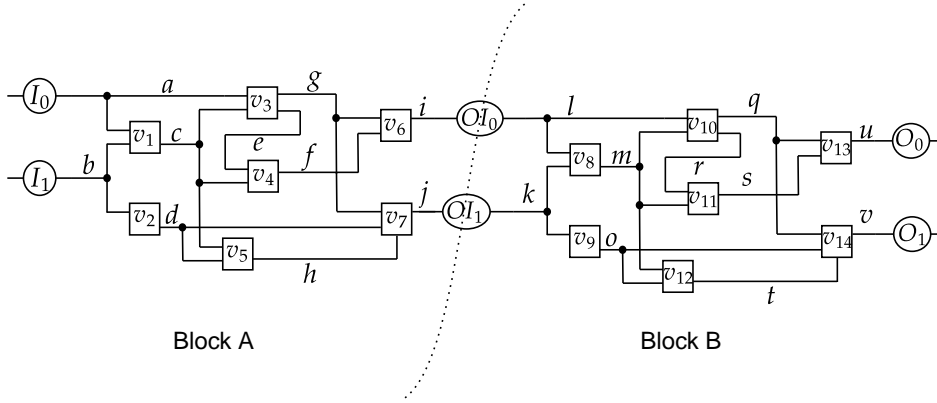 I₀
a
g
v₃
v₁
c
e
f
v₆
i
OI₀
l
q
v₁₀
v₈
m
r
s
v₁₁
v₁₃
u
O₀
I₁
b
v₄
v₂
d
v₅
h
v₇
j
OI₁
k
v₉
o
v₁₂
t
v₁₄
v
O₁
Block A
Block B